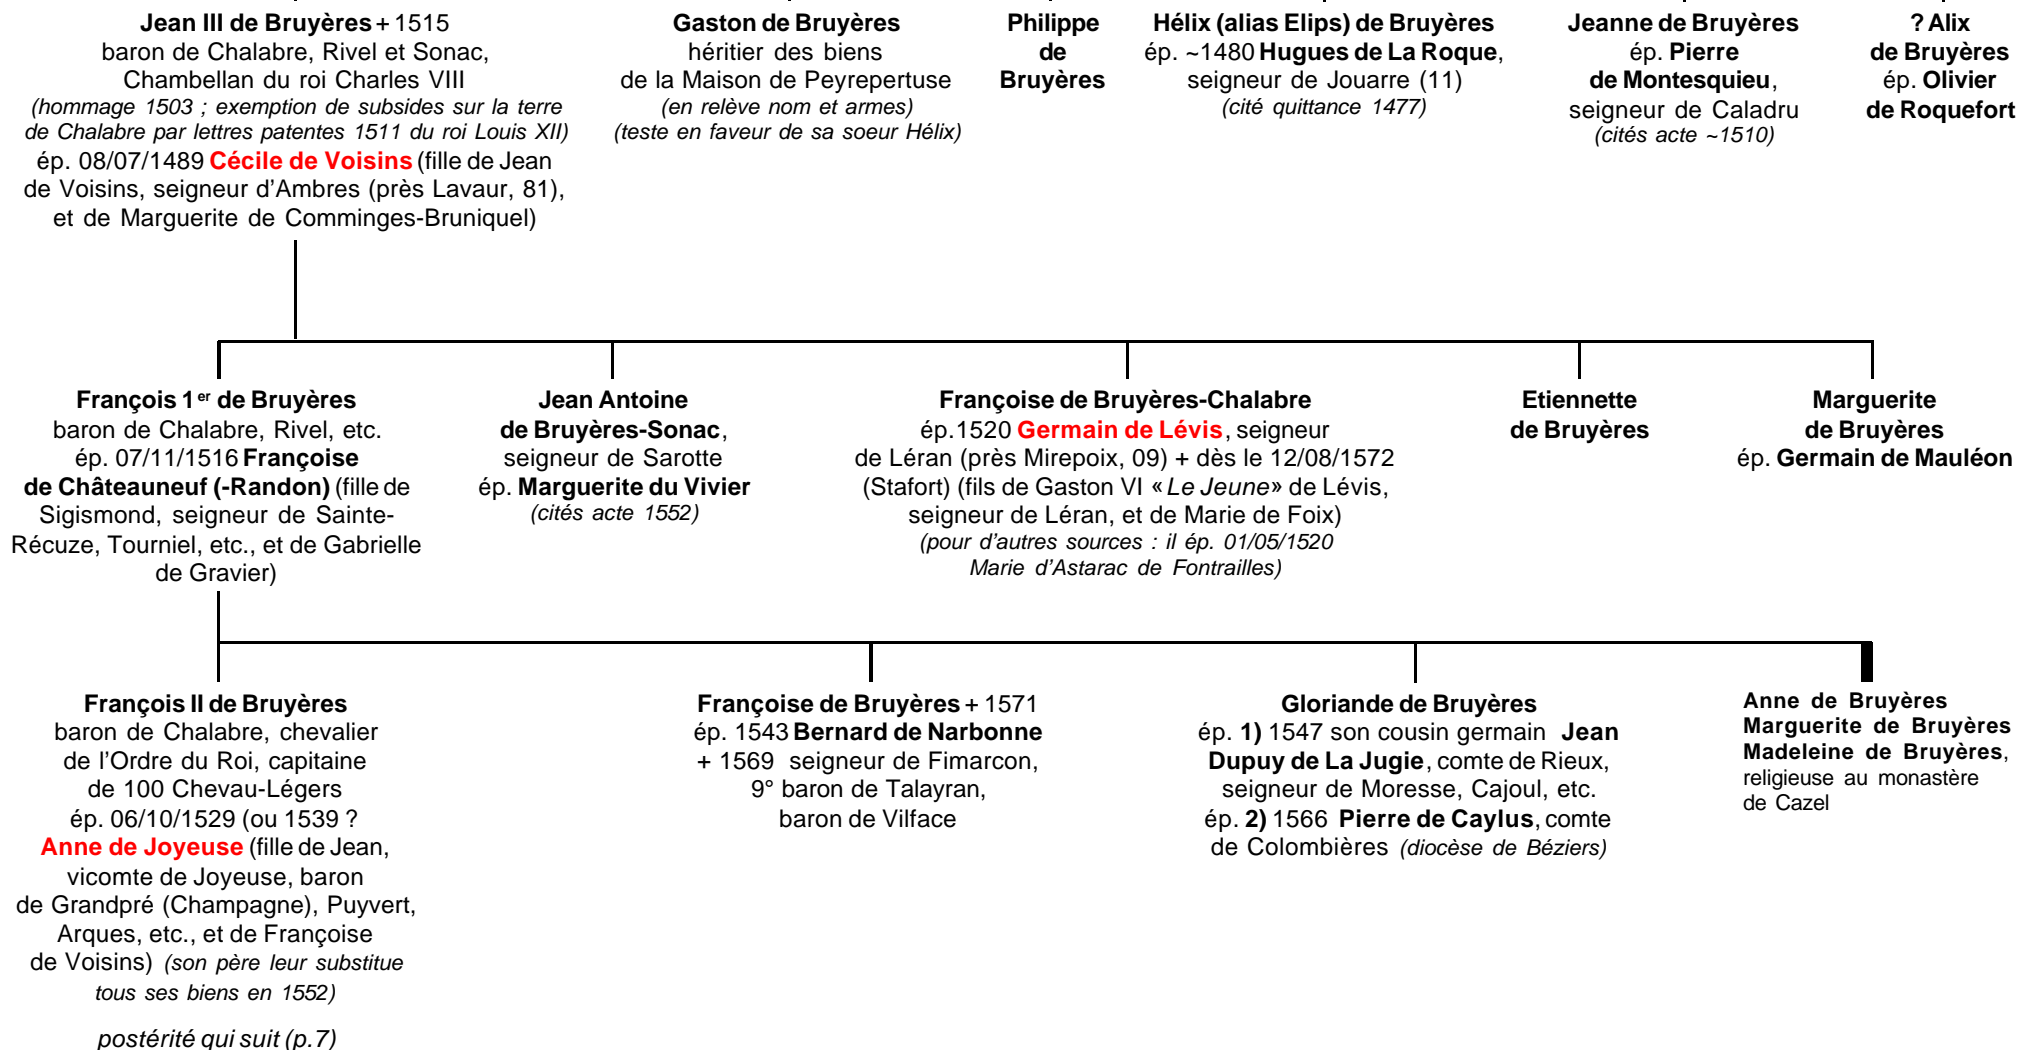 Jean III de Bruyères + 1515
baron de Chalabre, Rivel et Sonac,
Chambellan du roi Charles VIII
(hommage 1503 ; exemption de subsides sur la terre
de Chalabre par lettres patentes 1511 du roi Louis XII)
ép. 08/07/1489 Cécile de Voisins (fille de Jean
de Voisins, seigneur d'Ambres (près Lavaur, 81),
et de Marguerite de Comminges-Bruniquel)
Gaston de Bruyères
héritier des biens
de la Maison de Peyrepertuse
(en relève nom et armes)
(teste en faveur de sa soeur Hélix)
Philippe
de
Bruyères
Hélix (alias Elips) de Bruyères
ép. ~1480 Hugues de La Roque,
seigneur de Jouarre (11)
(cité quittance 1477)
Jeanne de Bruyères
ép. Pierre
de Montesquieu,
seigneur de Caladru
(cités acte ~1510)
? Alix
de Bruyères
ép. Olivier
de Roquefort
François 1er de Bruyères
baron de Chalabre, Rivel, etc.
ép. 07/11/1516 Françoise
de Châteauneuf (-Randon) (fille de
Sigismond, seigneur de Sainte-
Récuze, Tourniel, etc., et de Gabrielle
de Gravier)
Jean Antoine
de Bruyères-Sonac,
seigneur de Sarotte
ép. Marguerite du Vivier
(cités acte 1552)
Françoise de Bruyères-Chalabre
ép.1520 Germain de Lévis, seigneur
de Léran (près Mirepoix, 09) + dès le 12/08/1572
(Stafort) (fils de Gaston VI «Le Jeune» de Lévis,
seigneur de Léran, et de Marie de Foix)
(pour d'autres sources : il ép. 01/05/1520
Marie d'Astarac de Fontrailles)
Etiennette
de Bruyères
Marguerite
de Bruyères
ép. Germain de Mauléon
François II de Bruyères
baron de Chalabre, chevalier
de l'Ordre du Roi, capitaine
de 100 Chevau-Légers
ép. 06/10/1529 (ou 1539 ?
Anne de Joyeuse (fille de Jean,
vicomte de Joyeuse, baron
de Grandpré (Champagne), Puyvert,
Arques, etc., et de Françoise
de Voisins) (son père leur substitue
tous ses biens en 1552)
postérité qui suit (p.7)
Françoise de Bruyères + 1571
ép. 1543 Bernard de Narbonne
+ 1569 seigneur de Fimarcon,
9° baron de Talayran,
baron de Vilface
Gloriande de Bruyères
ép. 1) 1547 son cousin germain Jean
Dupuy de La Jugie, comte de Rieux,
seigneur de Moresse, Cajoul, etc.
ép. 2) 1566 Pierre de Caylus, comte
de Colombières (diocèse de Béziers)
Anne de Bruyères
Marguerite de Bruyères
Madeleine de Bruyères,
religieuse au monastère
de Cazel